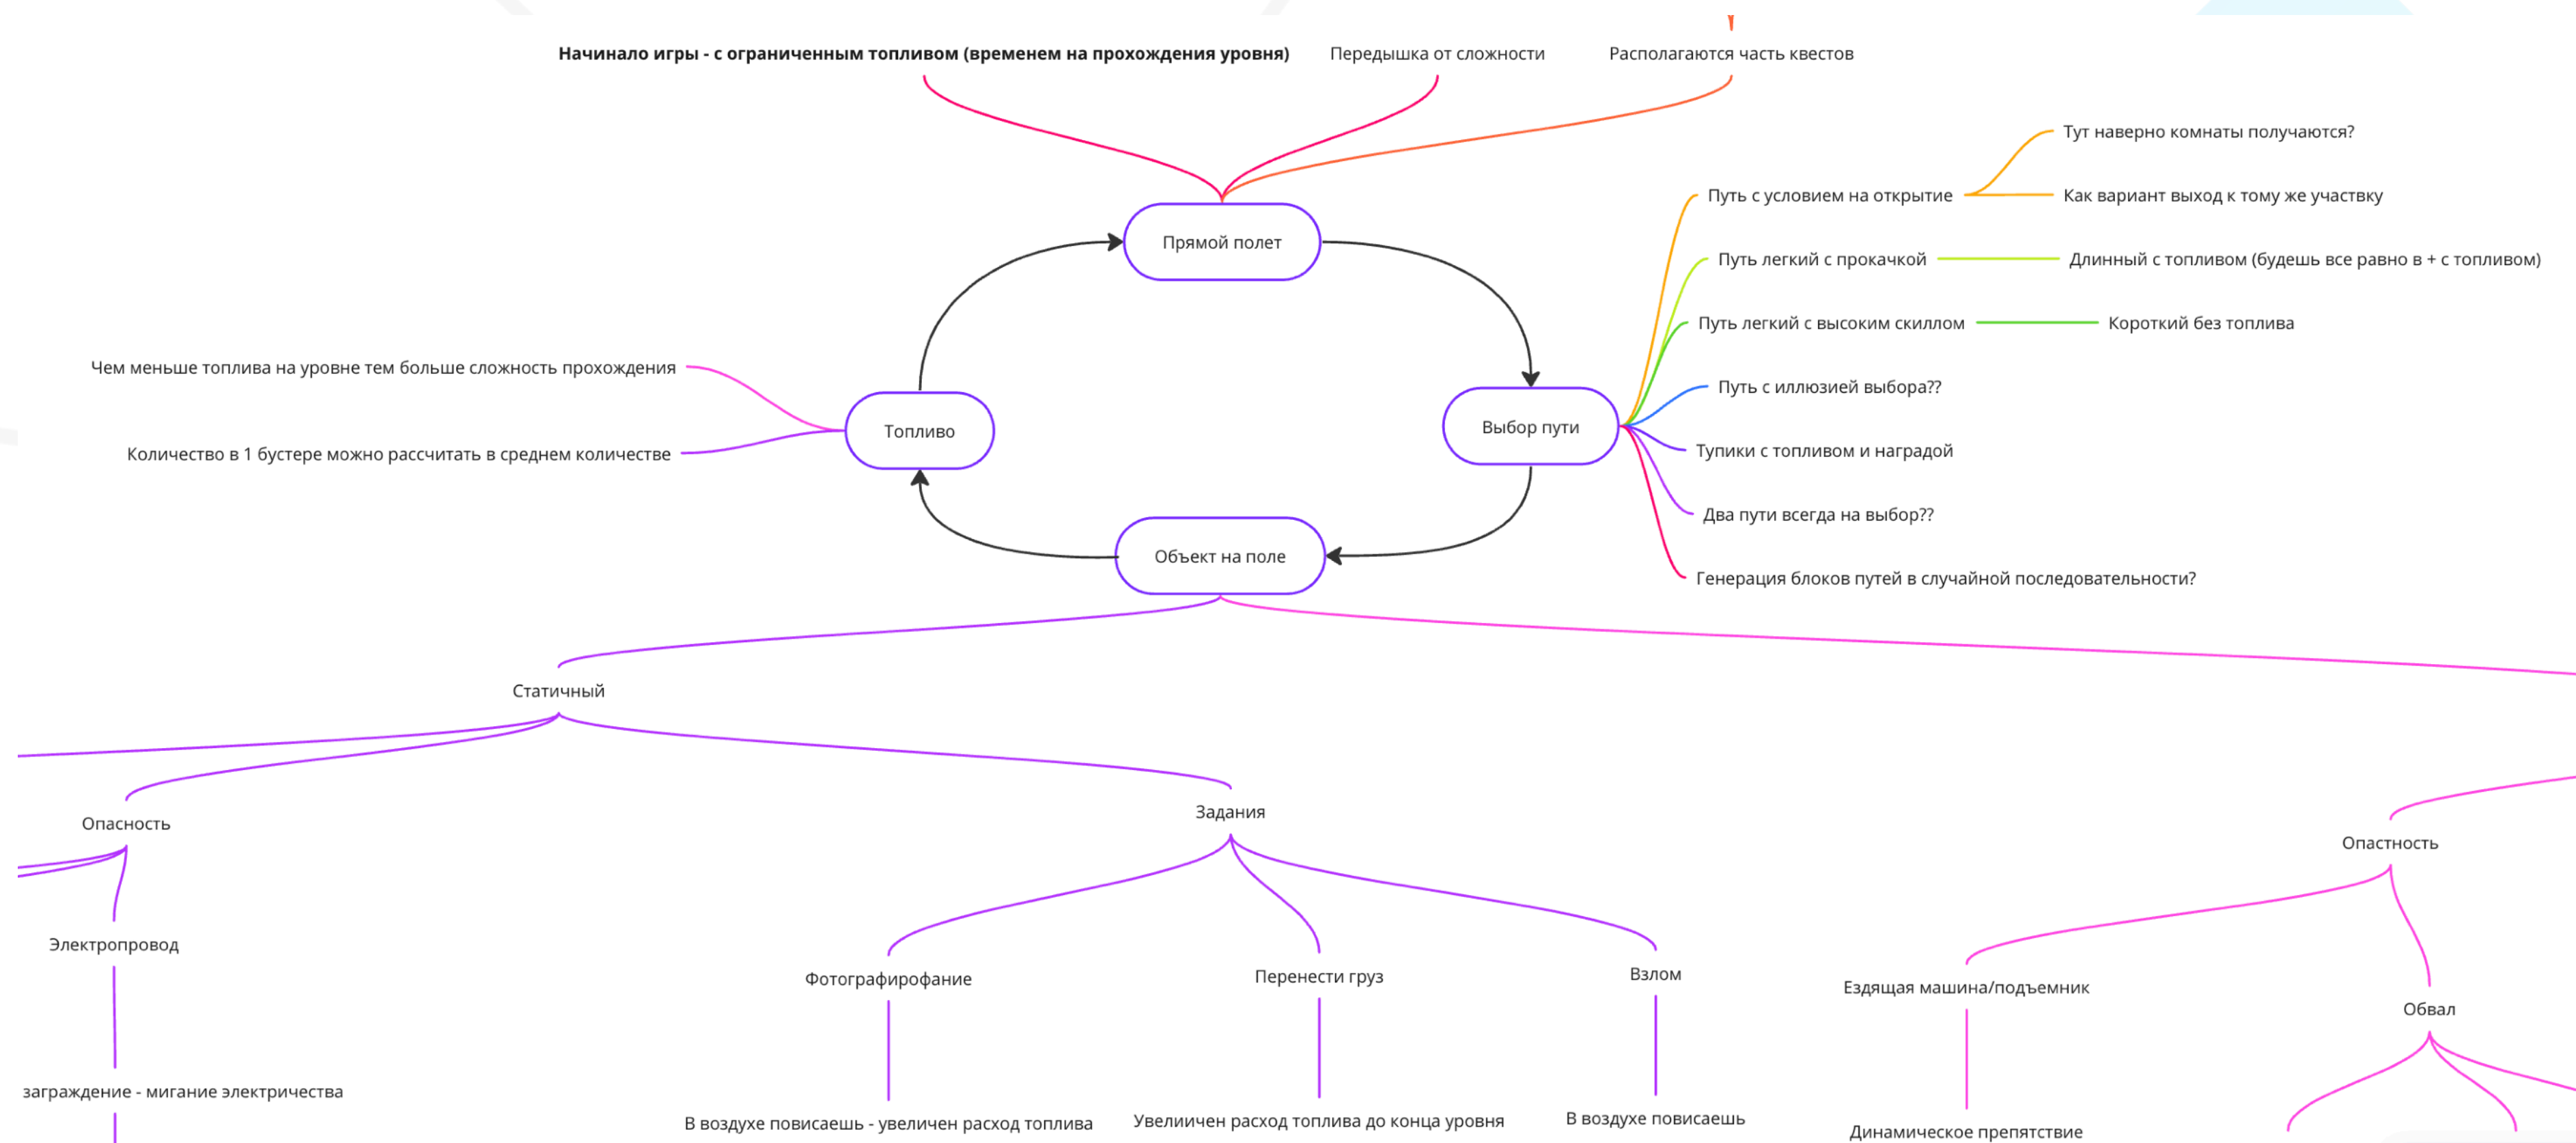 Начинало игры - с ограниченным топливом (временем на прохождения уровня)
Передышка от сложности
Располагаются часть квестов
Тут наверно комнаты получаются?
Путь с условием на открытие
Как вариант выход к тому же участвку
Прямой полет
Путь легкий с прокачкой
Длинный с топливом (будешь все равно в + с топливом)
Путь легкий с высоким скиллом
Короткий без топлива
Чем меньше топлива на уровне тем больше сложность прохождения
Путь с иллюзией выбора??
Топливо
Выбор пути
Количество в 1 бустере можно рассчитать в среднем количестве
Тупики с топливом и наградой
Два пути всегда на выбор??
Объект на поле
Генерация блоков путей в случайной последовательности?
Статичный
Опасность
Задания
Опастность
Электропровод
Фотографирофание
Перенести груз
Взлом
Ездящая машина/подъемник
Обвал
заграждение - мигание электричества
В воздухе повисаешь - увеличен расход топлива
Увелиичен расход топлива до конца уровня
В воздухе повисаешь
Динамическое препятствие